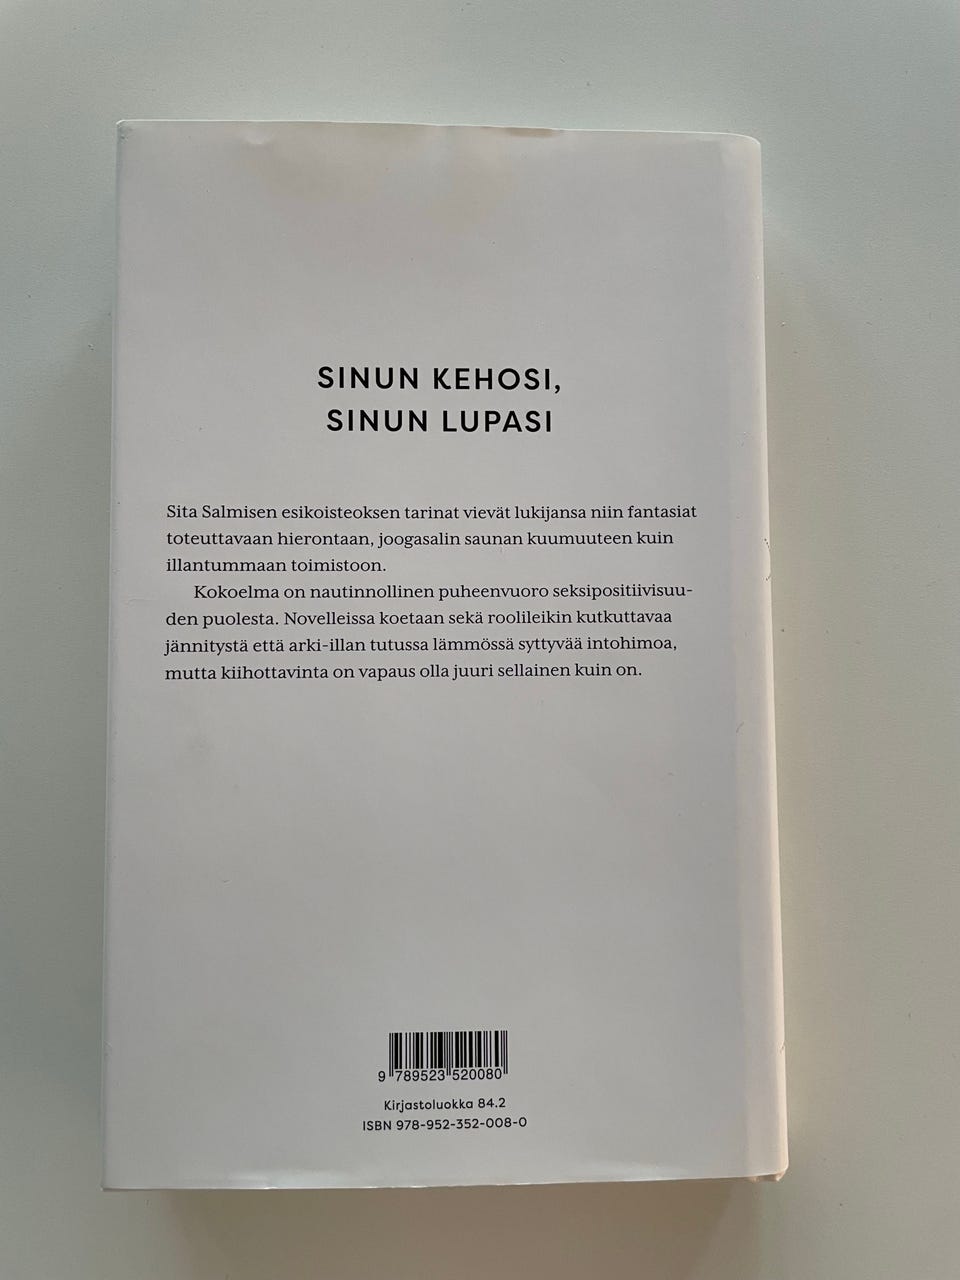 SINUN KEHOSI,
SINUN LUPASI
Sita Salmisen esikoisteoksen tarinat vievät lukijansa niin fantasiat
toteuttavaan hierontaan, joogasalin saunan kuumuuteen kuin
illantummaan toimistoon.
Kokoelma on nautinnollinen puheenvuoro seksipositiivisuu-
den puolesta. Novelleissa koetaan sekä roolileikin kutkuttavaa
jännitystä että arki-illan tutussa lämmössä syttyvää intohimoa,
mutta kiihottavinta on vapaus olla juuri sellainen kuin on.
9 789523 520080
Kirjastoluokka 84.2
ISBN 978-952-352-008-0